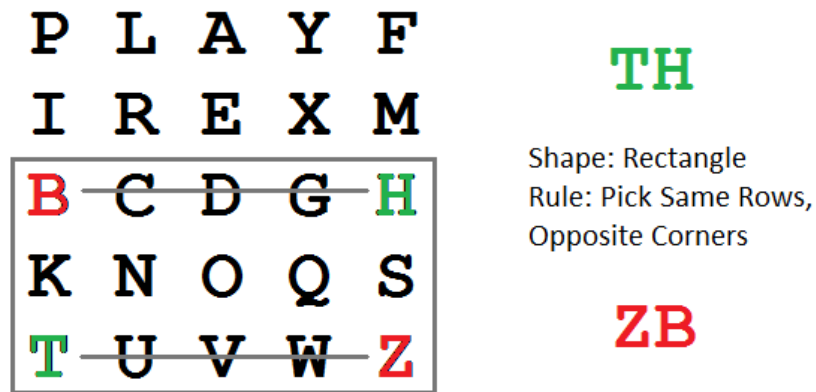 P L A Y F
I R E X M
B C D G H
K N O Q S
T U V W Z
TH
Shape: Rectangle
Rule: Pick Same Rows,
Opposite Corners
ZB